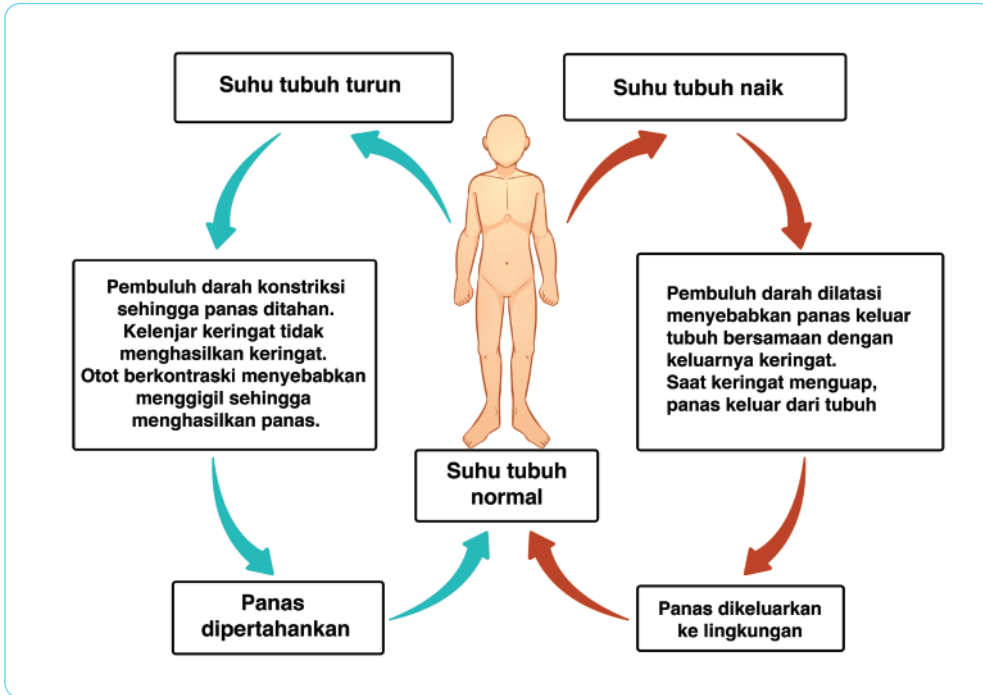 Suhu tubuh turun
Suhu tubuh naik
Pembuluh darah konstriksi
sehingga panas ditahan.
Kelenjar keringat tidak
menghasilkan keringat.
Otot berkontraski menyebabkan
menggigil sehingga
menghasilkan panas.
Pembuluh darah dilatasi
menyebabkan panas keluar
tubuh bersamaan dengan
keluarnya keringat.
Saat keringat menguap,
panas keluar dari tubuh
Suhu tubuh
normal
Panas
dipertahankan
Panas dikeluarkan
ke lingkungan